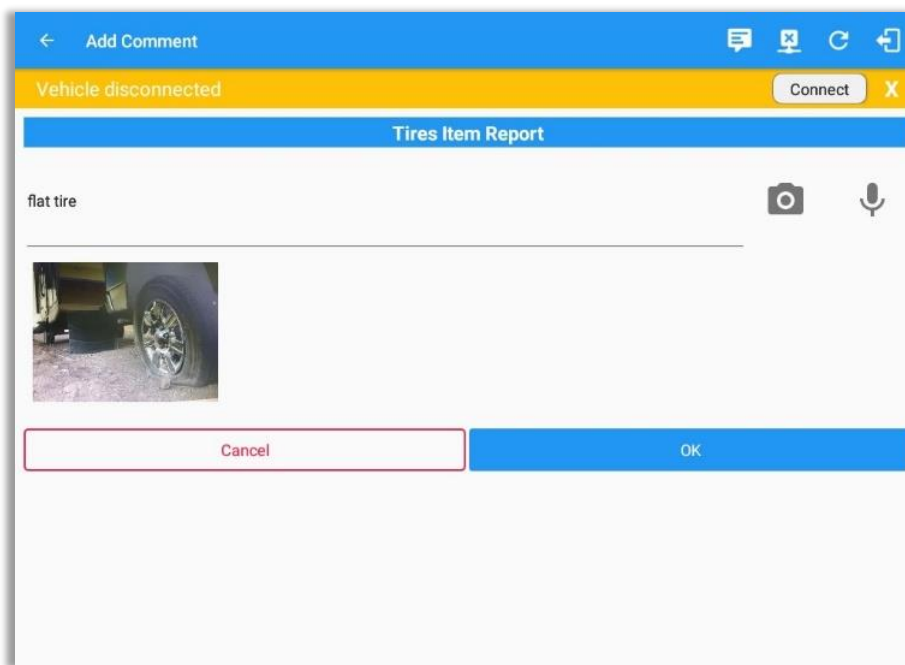 Add Comment
Vehicle disconnected
Connect
X
Tires Item Report
flat tire
Cancel
OK